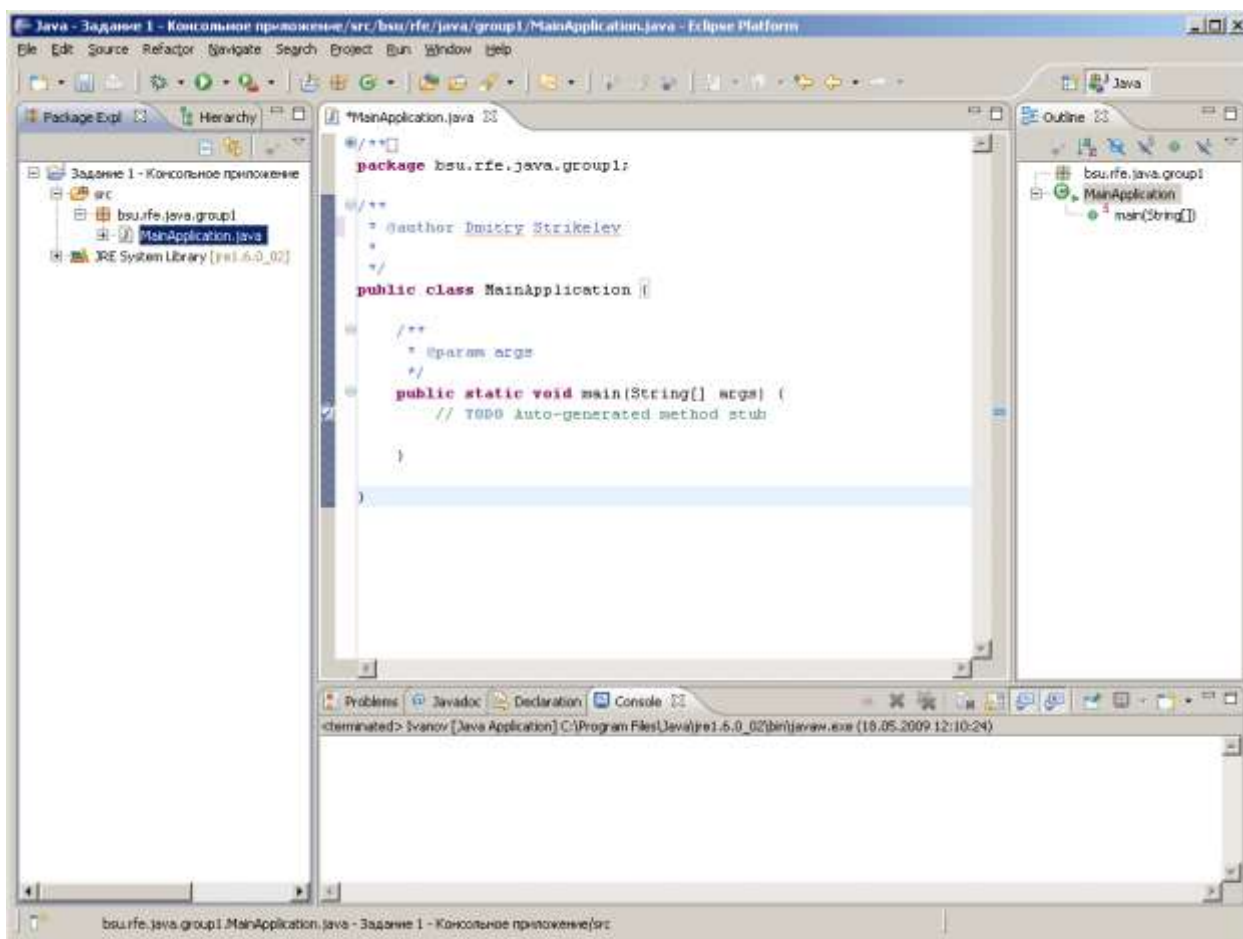 Java - Задание 1 - Консольное приложение/src/bsu/rfe/java/group1/MainApplication.java - Eclipse Platform
File Edit Source Refactor Navigate Search Project Run Window Help
Java
Package Expl
Hierarchy
*MainApplication.java
Outline
Задание 1 - Консольное приложение
src
bsu.rfe.java.group1
MainApplication.java
JRE System Library [jre1.6.0_02]
/**
package bsu.rfe.java.group1;
/**
* @author Dmitry Strikelev
*
*/
public class MainApplication {
/**
* @param args
*/
public static void main(String[] args) {
// TODO Auto-generated method stub
}
}
bsu.rfe.java.group1
MainApplication
main(String[])
Problems Javadoc Declaration Console
<terminated> Ivanov [Java Application] C:\Program Files\Java\jre1.6.0_02\bin\javaw.exe (18.05.2009 12:10:24)
bsu.rfe.java.group1.MainApplication.java - Задание 1 - Консольное приложение/src